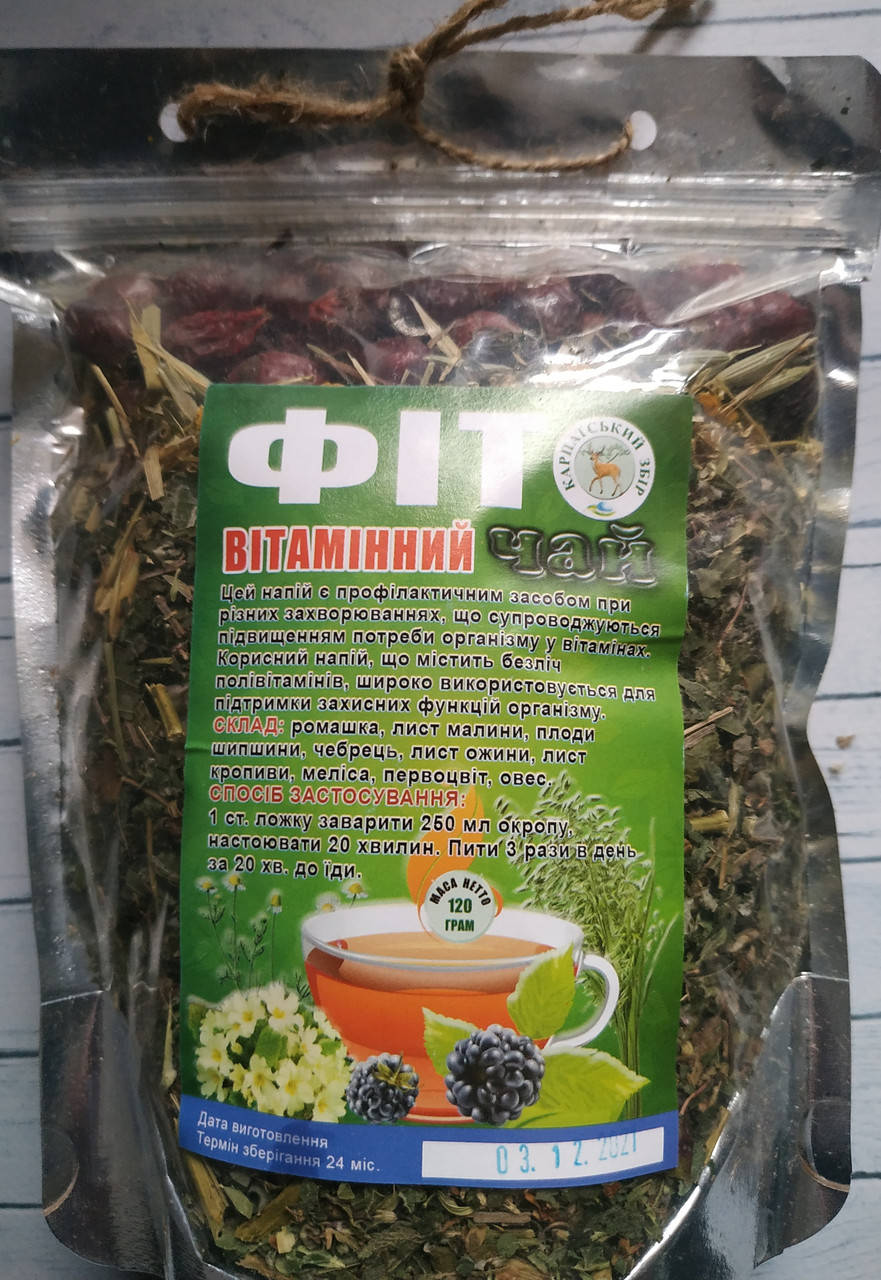 ФІТ
КАРПАТСЬКИЙ ЗБІР
ВІТАМІННИЙ чай
Цей напій є профілактичним засобом при
різних захворюваннях, що супроводжуються
підвищенням потреби організму у вітамінах.
Корисний напій, що містить безліч
полівітамінів, широко використовується для
підтримки захисних функцій організму.
СКЛАД: ромашка, лист малини, плоди
шипшини, чебрець, лист ожини, лист
кропиви, меліса, первоцвіт, овес.
СПОСІБ ЗАСТОСУВАННЯ:
1 ст. ложку заварити 250 мл окропу,
настоювати 20 хвилин. Пити 3 рази в день
за 20 хв. до їди.
МАСА НЕТТО
120
ГРАМ
Дата виготовлення
Термін зберігання 24 міс.
03.12.2021